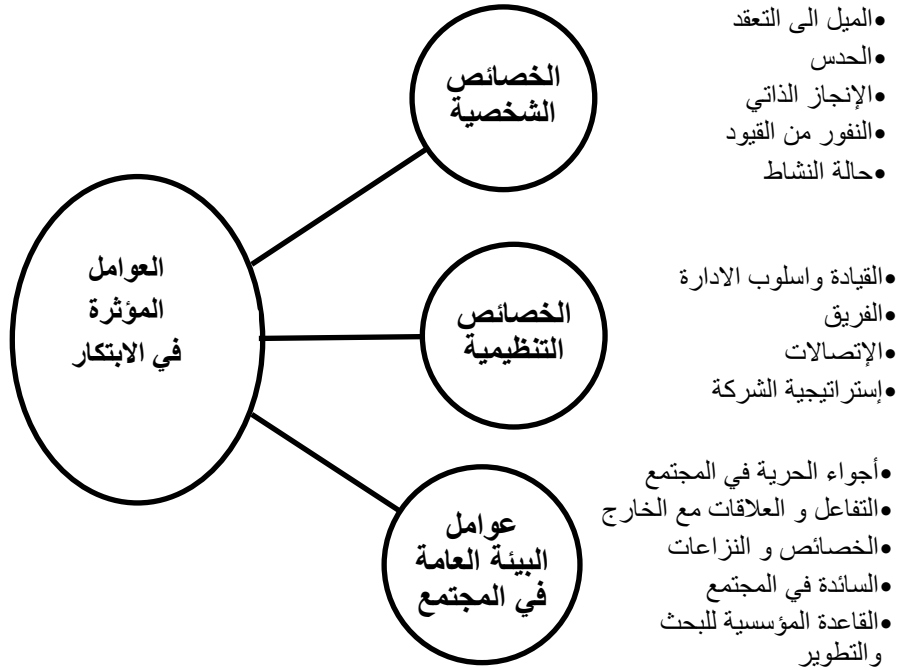 العوامل
المؤثرة
في الابتكار
الخصائص
الشخصية
•الميل الى التعقد
•الحدس
•الإنجاز الذاتي
•النفور من القيود
•حالة النشاط
الخصائص
التنظيمية
•القيادة واسلوب الادارة
•الفريق
•الإتصالات
•إستراتيجية الشركة
عوامل
البيئة العامة
في المجتمع
•أجواء الحرية في المجتمع
•التفاعل و العلاقات مع الخارج
•الخصائص و النزاعات
•السائدة في المجتمع
•القاعدة المؤسسية للبحث
والتطوير